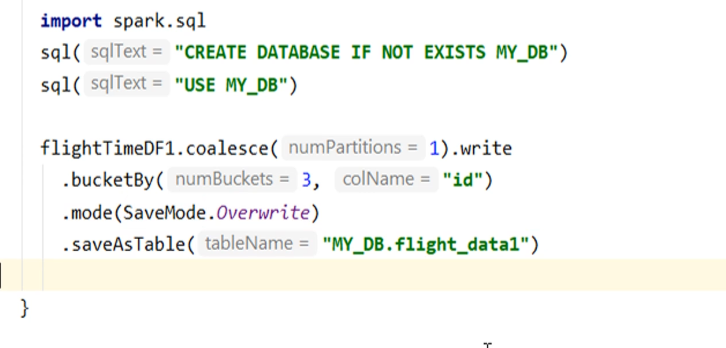 import spark.sql
sql( sqlText = "CREATE DATABASE IF NOT EXISTS MY_DB")
sql( sqlText = "USE MY_DB")
flightTimeDF1.coalesce( numPartitions = 1).write
.bucketBy( numBuckets = 3, colName = "id")
.mode(SaveMode.Overwrite)
.saveAsTable( tableName = "MY_DB.flight_data1")
}